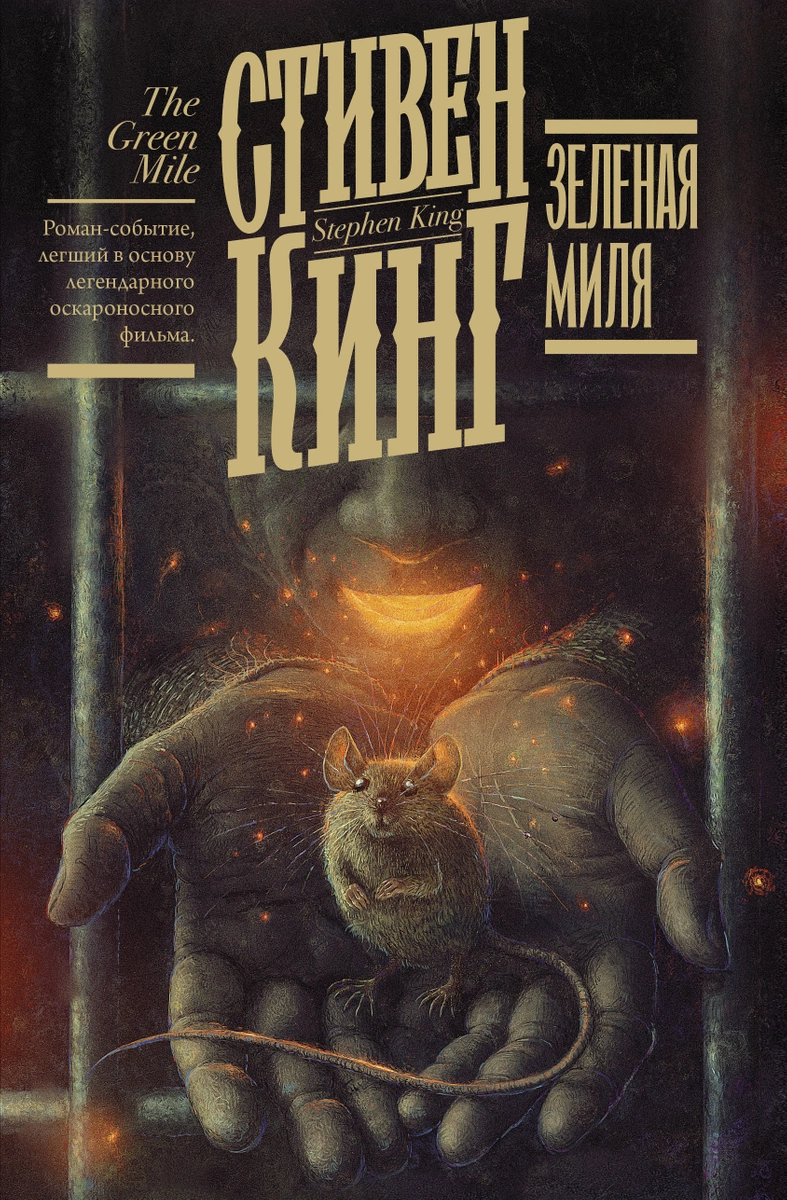 The
Green
Mile
Роман-событие,
легший в основу
легендарного
оскароносного
фильма.
СТИВЕН
Stephen King
КИНГ
ЗЕЛЕНАЯ
МИЛЯ